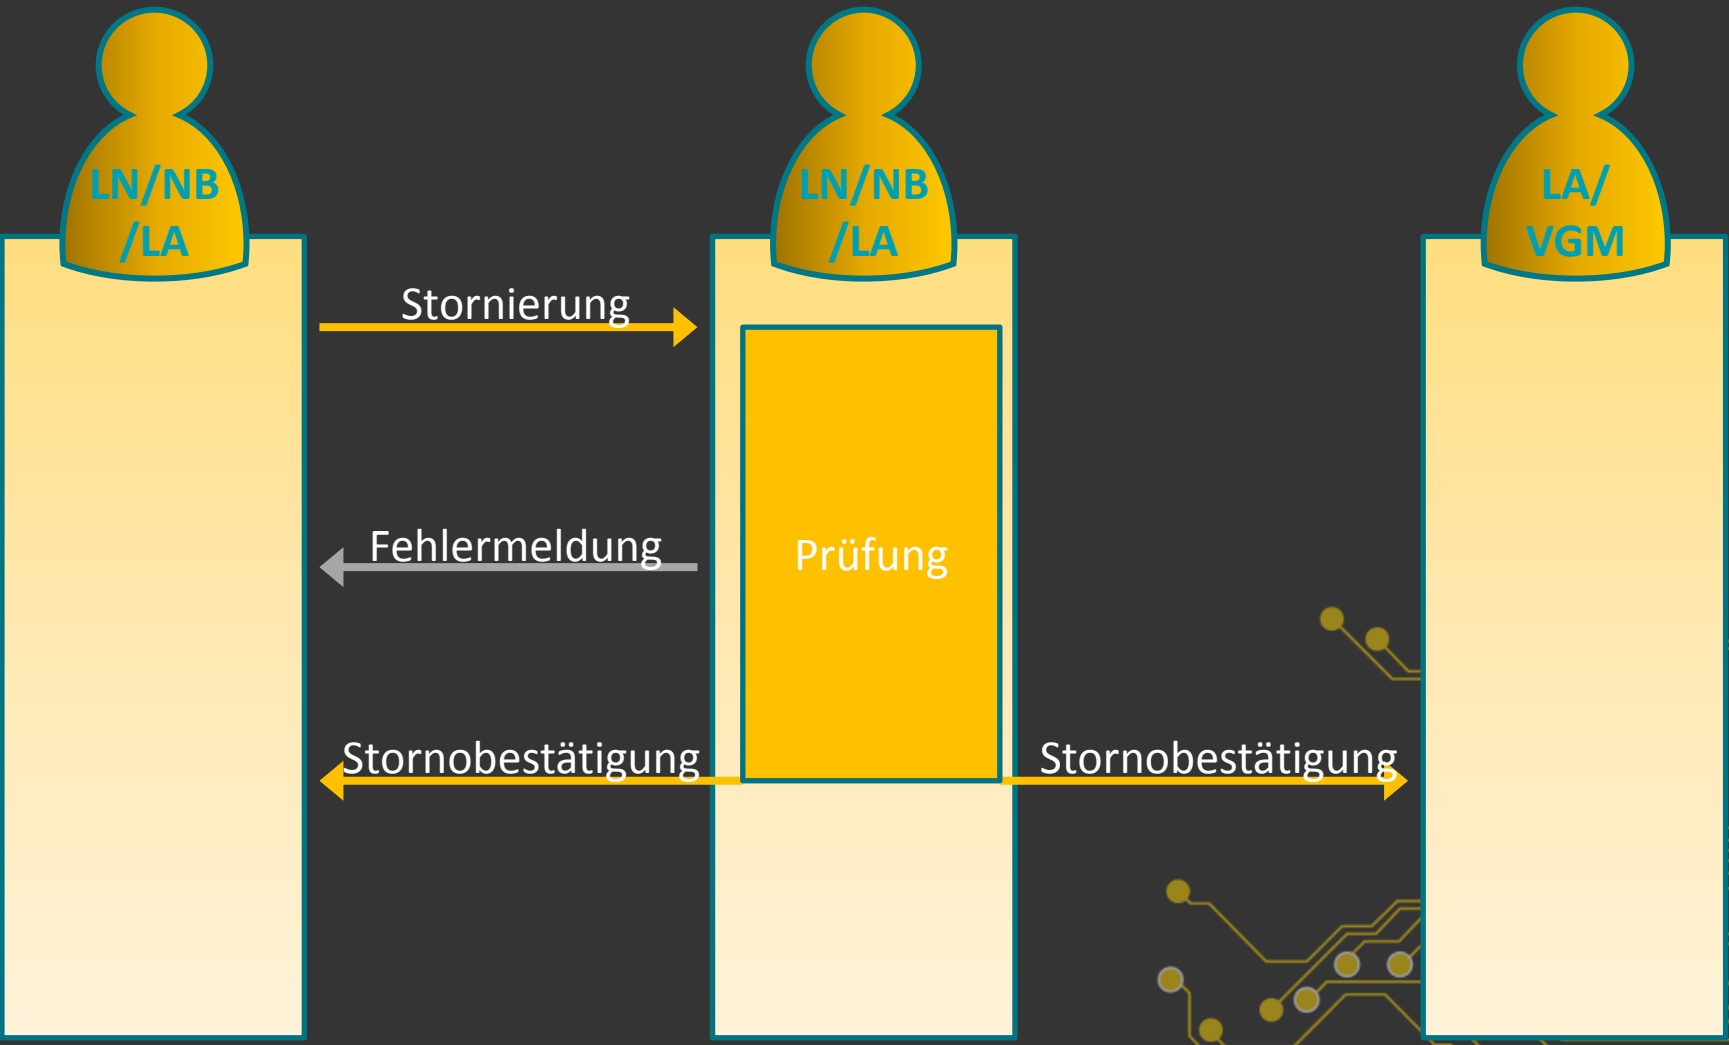 LN/NB
/LA
LN/NB
/LA
LA/
VGM
Stornierung
Fehlermeldung
Prüfung
Stornobestätigung
Stornobestätigung